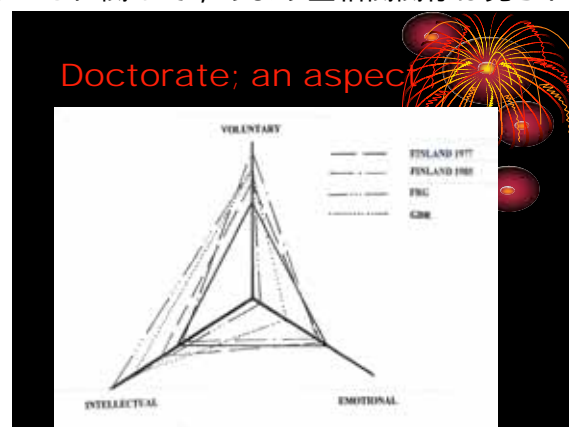 Doctorate; an aspect
VOLUNTARY
FINLAND 1977
FINLAND 1985
FRG
GDR
INTELLECTUAL
EMOTIONAL